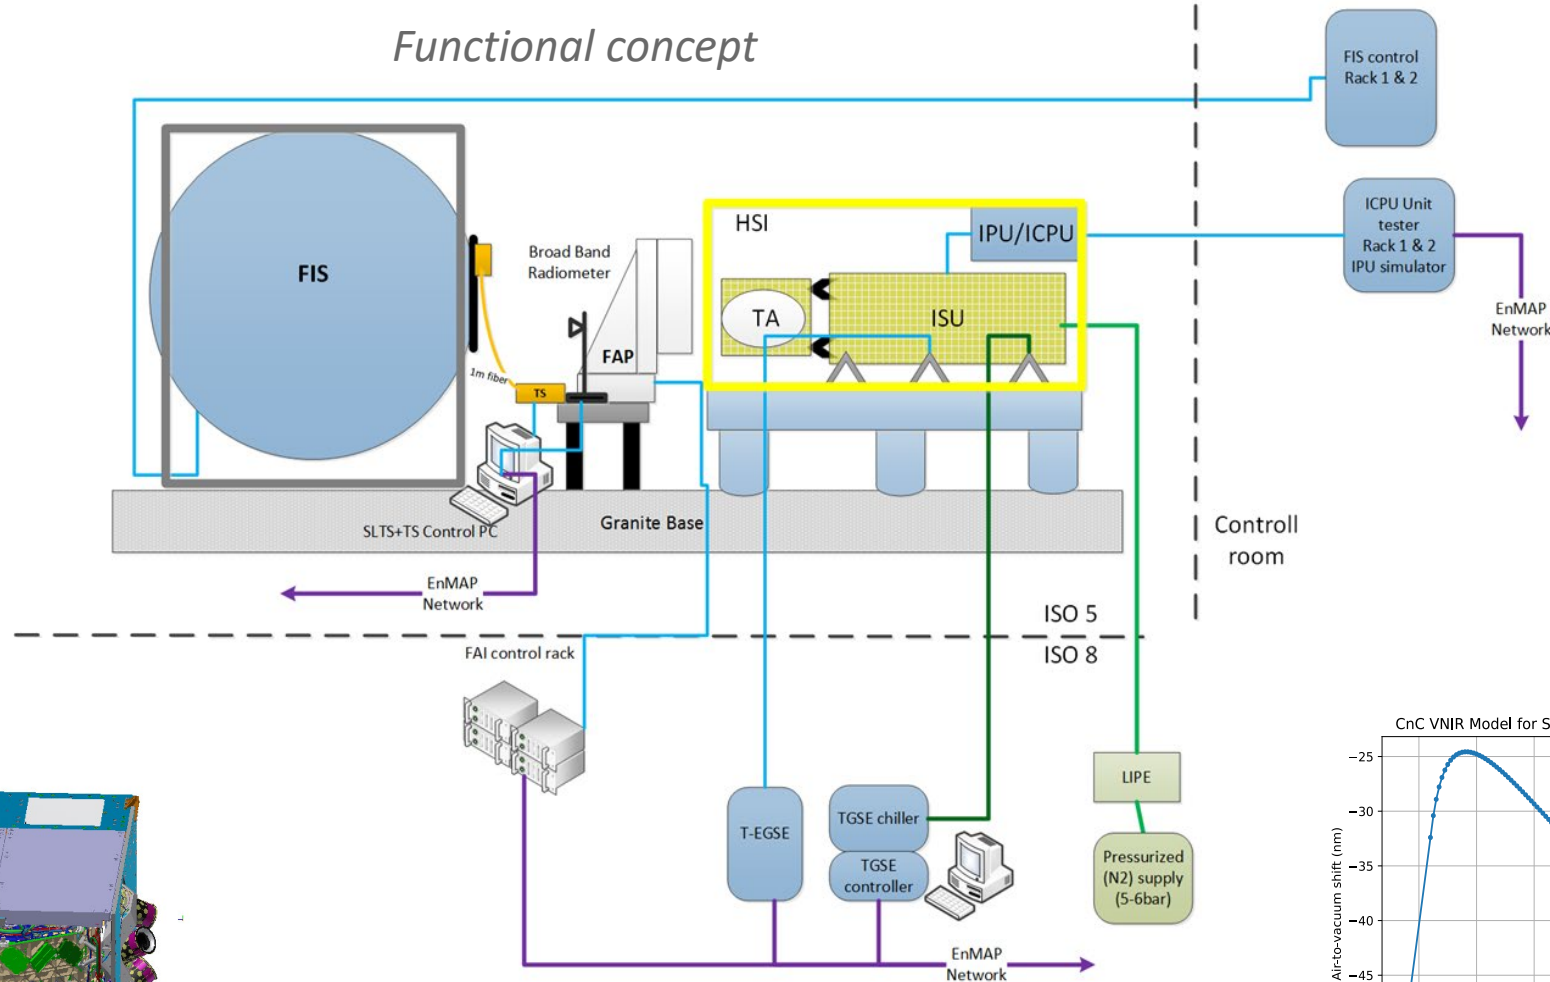 Functional concept
FIS control
Rack 1 & 2
ICPU Unit
tester
Rack 1 & 2
IPU simulator
EnMAP
Network
HSI
IPU/ICPU
Broad Band
Radiometer
FIS
TA
ISU
FAP
1m fiber
TS
SLTS+TS Control PC
Granite Base
Controll
room
EnMAP
Network
ISO 5
ISO 8
FAI control rack
T-EGSE
TGSE chiller
TGSE
controller
LIPE
Pressurized
(N2) supply
(5-6bar)
EnMAP
Network
CnC VNIR Model for S
Air-to-vacuum shift (nm)
−25
−30
−35
−40
−45